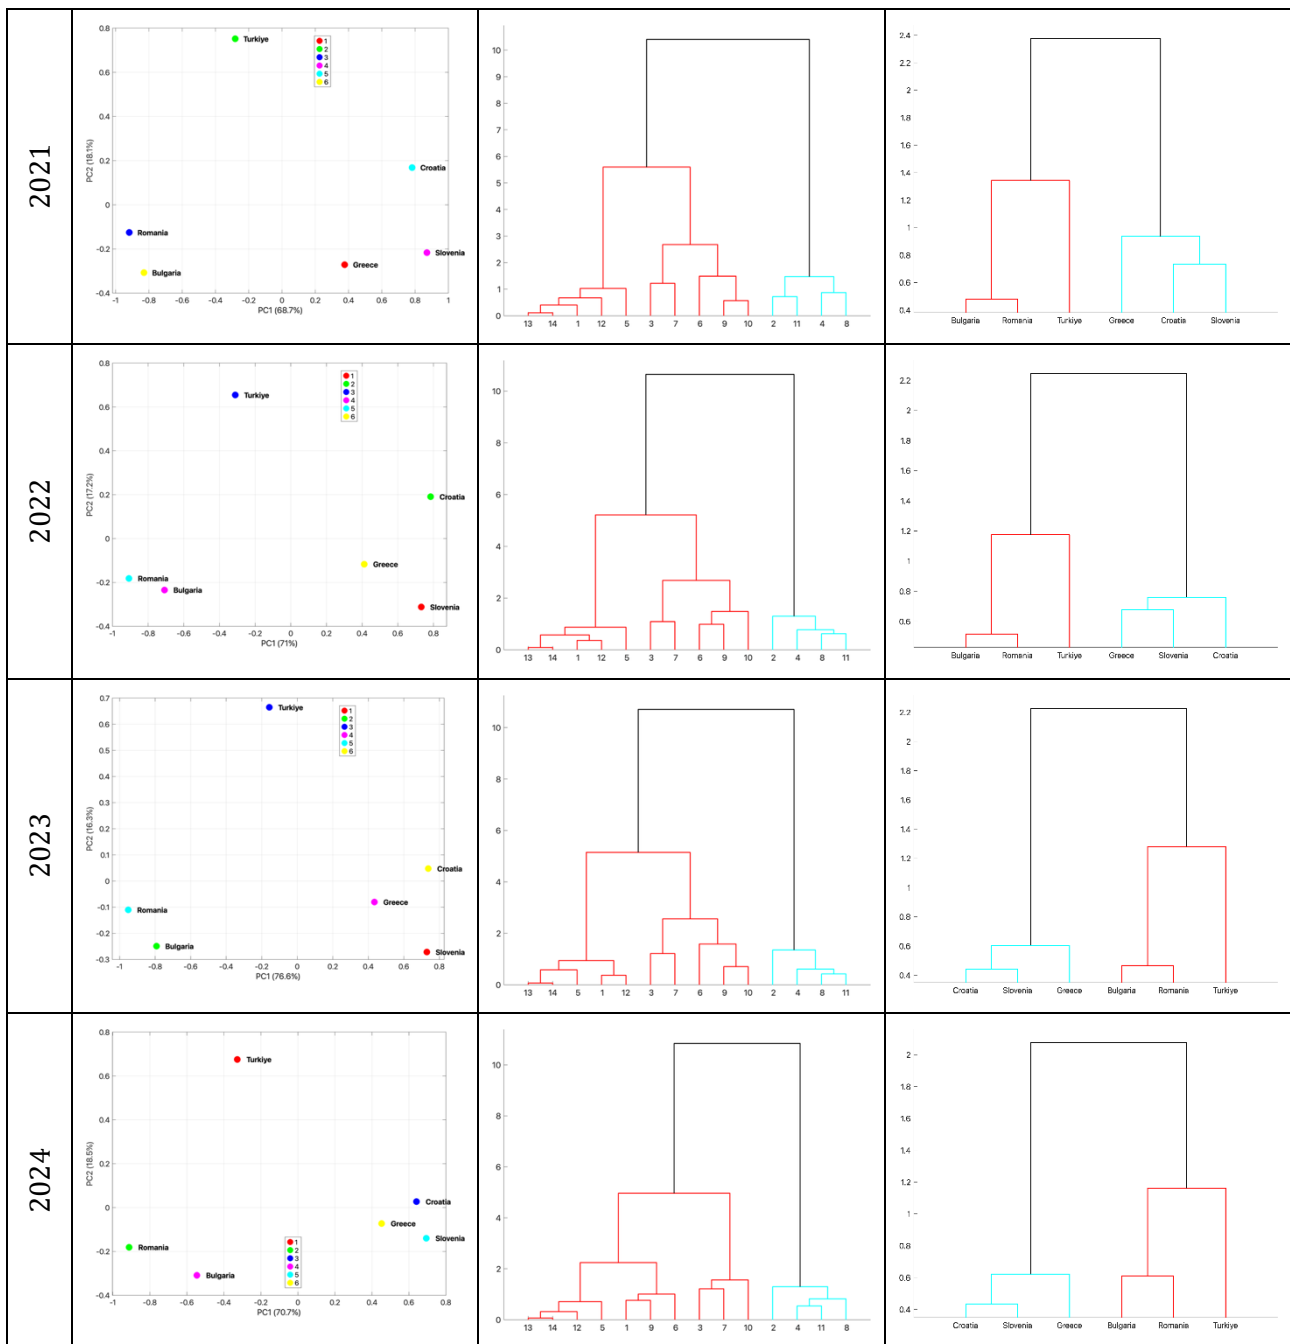 2021
0.8
0.6
0.4
0.2
0
-0.2
-0.4
PC2 (18.1%)
-1 -0.8 -0.6 -0.4 -0.2 0 0.2 0.4 0.6 0.8 1
PC1 (68.7%)
Turkiye
Croatia
Romania
Slovenia
Greece
Bulgaria
1
2
3
4
5
6
10
9
8
7
6
5
4
3
2
1
0
13 14 1 12 5 3 7 6 9 10 2 11 4 8
2.4
2.2
2
1.8
1.6
1.4
1.2
1
0.8
0.6
0.4
Bulgaria Romania Turkiye Greece Croatia Slovenia
2022
0.8
0.6
0.4
0.2
0
-0.2
-0.4
PC2 (17.2%)
-1 -0.8 -0.6 -0.4 -0.2 0 0.2 0.4 0.6 0.8
PC1 (71%)
Turkiye
Croatia
Greece
Romania
Bulgaria
Slovenia
1
2
3
4
5
6
10
8
6
4
2
0
13 14 1 12 5 3 7 6 9 10 2 4 8 11
2.2
2
1.8
1.6
1.4
1.2
1
0.8
0.6
Bulgaria Romania Turkiye Greece Slovenia Croatia
2023
0.7
0.6
0.5
0.4
0.3
0.2
0.1
0
-0.1
-0.2
-0.3
PC2 (16.3%)
-1 -0.8 -0.6 -0.4 -0.2 0 0.2 0.4 0.6 0.8
PC1 (76.6%)
Turkiye
Croatia
Greece
Romania
Bulgaria
Slovenia
1
2
3
4
5
6
10
8
6
4
2
0
13 14 5 1 12 3 7 6 9 10 2 4 8 11
2.2
2
1.8
1.6
1.4
1.2
1
0.8
0.6
0.4
Croatia Slovenia Greece Bulgaria Romania Turkiye
2024
0.8
0.6
0.4
0.2
0
-0.2
-0.4
PC2 (18.5%)
-1 -0.8 -0.6 -0.4 -0.2 0 0.2 0.4 0.6 0.8
PC1 (70.7%)
Turkiye
Croatia
Greece
Slovenia
Romania
Bulgaria
1
2
3
4
5
6
10
8
6
4
2
0
13 14 12 5 1 9 6 3 7 10 2 4 11 8
2
1.8
1.6
1.4
1.2
1
0.8
0.6
0.4
Croatia Slovenia Greece Bulgaria Romania Turkiye